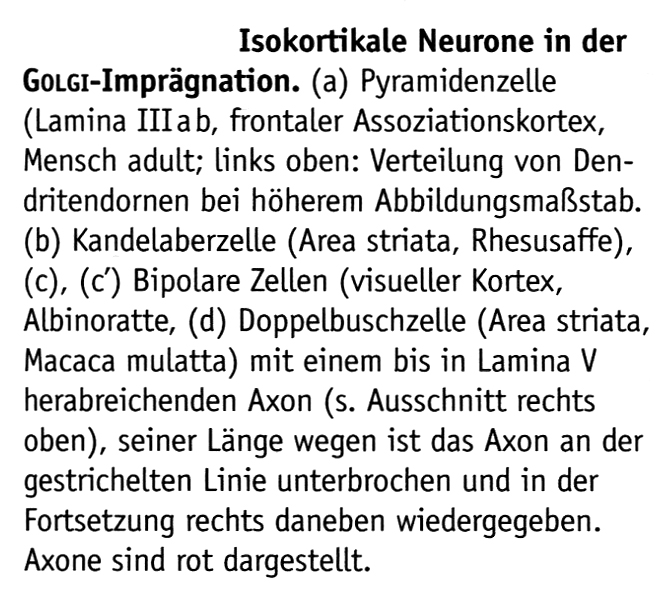 Isokortikale Neurone in der
GOLGI-Imprägnation. (a) Pyramidenzelle
(Lamina IIIab, frontaler Assoziationskortex,
Mensch adult; links oben: Verteilung von Den-
dritendornen bei höherem Abbildungsmaßstab.
(b) Kandelaberzelle (Area striata, Rhesusaffe),
(c), (c′) Bipolare Zellen (visueller Kortex,
Albinoratte, (d) Doppelbuschzelle (Area striata,
Macaca mulatta) mit einem bis in Lamina V
herabreichenden Axon (s. Ausschnitt rechts
oben), seiner Länge wegen ist das Axon an der
gestrichelten Linie unterbrochen und in der
Fortsetzung rechts daneben wiedergegeben.
Axone sind rot dargestellt.